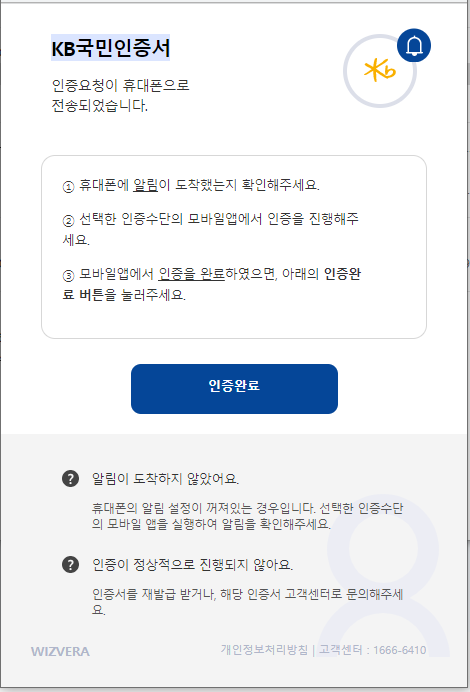 KB국민인증서
인증요청이 휴대폰으로
전송되었습니다.
① 휴대폰에 알림이 도착했는지 확인해주세요.
② 선택한 인증수단의 모바일앱에서 인증을 진행해주
세요.
③ 모바일앱에서 인증을 완료하였으면, 아래의 인증완
료 버튼을 눌러주세요.
인증완료
? 알림이 도착하지 않았어요.
휴대폰의 알림 설정이 꺼져있는 경우입니다. 선택한 인증수단
의 모바일 앱을 실행하여 알림을 확인해주세요.
? 인증이 정상적으로 진행되지 않아요.
인증서를 재발급 받거나, 해당 인증서 고객센터로 문의해주세
요.
WIZVERA 개인정보처리방침 | 고객센터 : 1666-6410